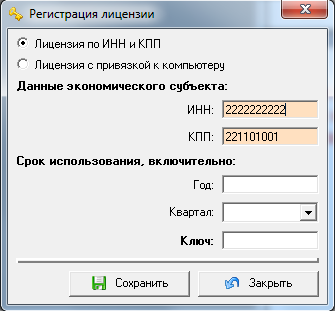 Регистрация лицензии
Лицензия по ИНН и КПП
Лицензия с привязкой к компьютеру
Данные экономического субъекта:
ИНН: 2222222222
КПП: 221101001
Срок использования, включительно:
Год:
Квартал:
Ключ:
Сохранить Закрыть